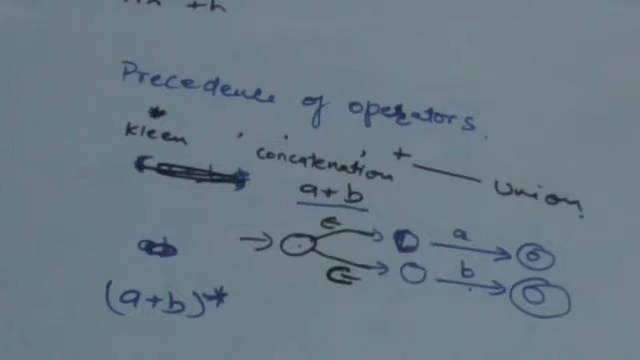 +h
Precedence of operators.
*
kleen , concatenation , + — Union.
a+b
ε a
ε b
(a+b)*